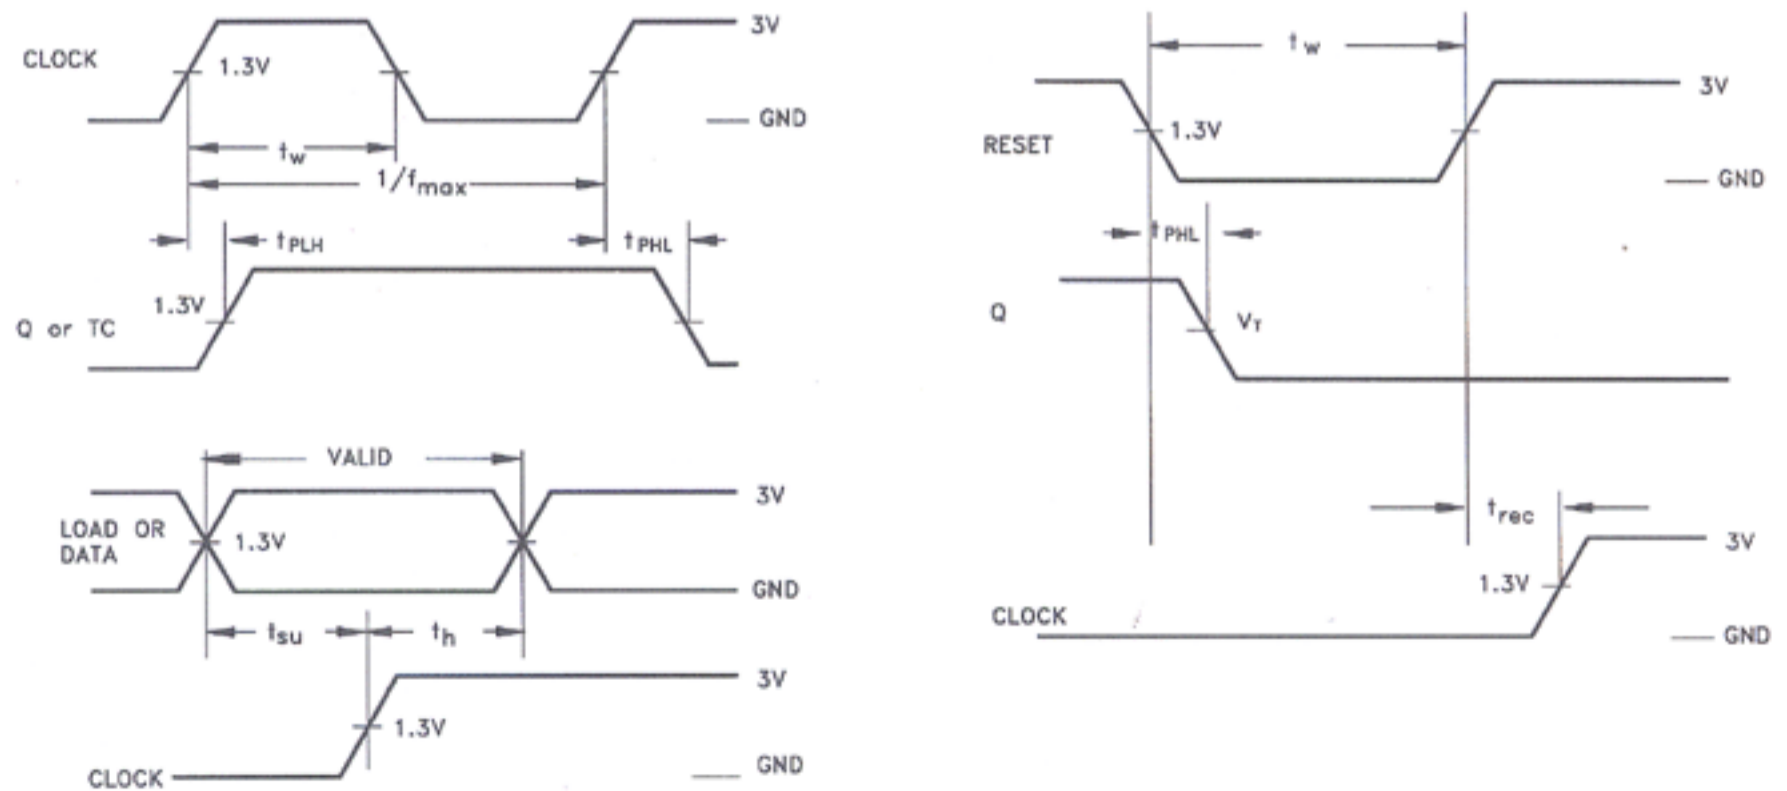 3V
CLOCK
1.3V
GND
tw
1/fmax
tPLH
tPHL
1.3V
Q or TC
VALID
3V
LOAD OR
DATA
1.3V
GND
tsu
th
3V
1.3V
CLOCK
GND
tw
3V
1.3V
RESET
GND
tPHL
Q
VT
trec
3V
1.3V
CLOCK
GND